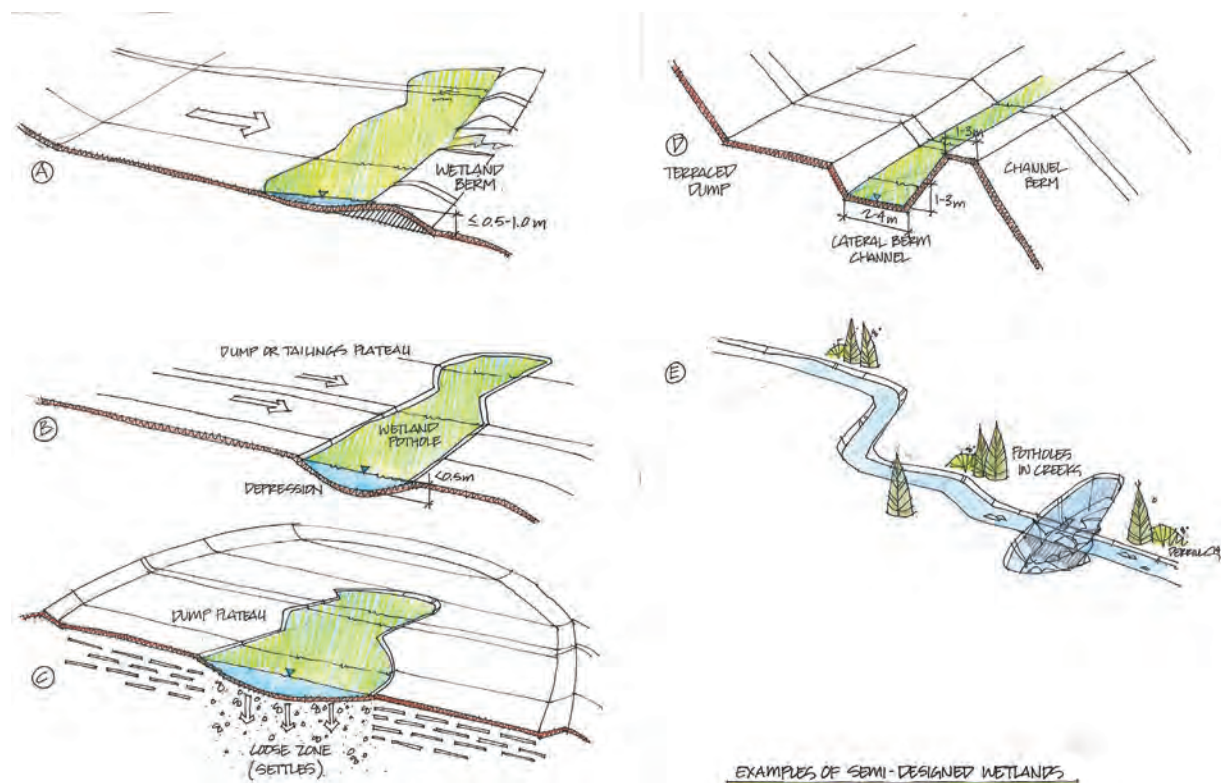 A
WETLAND
BERM
≤ 0.5-1.0m
B
DUMP OR TAILINGS PLATEAU
WETLAND
POTHOLE
DEPRESSION
<0.5m
C
DUMP PLATEAU
LOOSE ZONE
(SETTLES)
D
TERRACED
DUMP
1-3m
CHANNEL
BERM
1-3m
2-4m
LATERAL BERM
CHANNEL
E
POTHOLES
IN CREEKS
EXAMPLES OF SEMI-DESIGNED WETLANDS